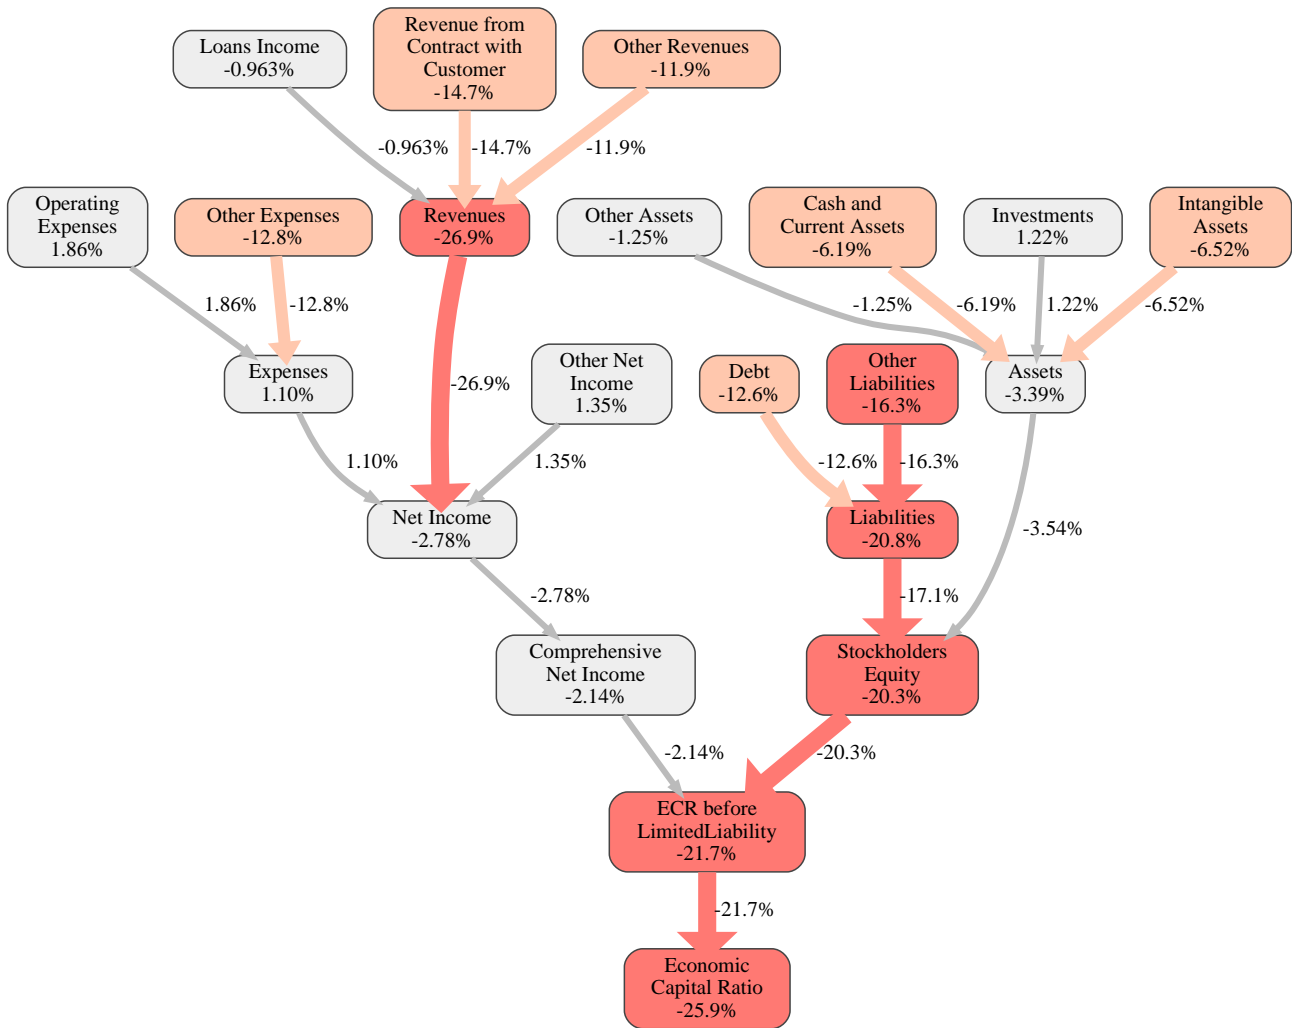 Loans Income
-0.963%
Revenue from
Contract with
Customer
-14.7%
Other Revenues
-11.9%
-0.963%
-14.7%
-11.9%
Operating
Expenses
1.86%
Other Expenses
-12.8%
Revenues
-26.9%
Other Assets
-1.25%
Cash and
Current Assets
-6.19%
Investments
1.22%
Intangible
Assets
-6.52%
1.86%
-12.8%
-1.25%
-6.19%
1.22%
-6.52%
Expenses
1.10%
-26.9%
Other Net
Income
1.35%
Debt
-12.6%
Other
Liabilities
-16.3%
Assets
-3.39%
1.10%
1.35%
-12.6%
-16.3%
Net Income
-2.78%
Liabilities
-20.8%
-3.54%
-2.78%
-17.1%
Comprehensive
Net Income
-2.14%
Stockholders
Equity
-20.3%
-2.14%
-20.3%
ECR before
LimitedLiability
-21.7%
-21.7%
Economic
Capital Ratio
-25.9%